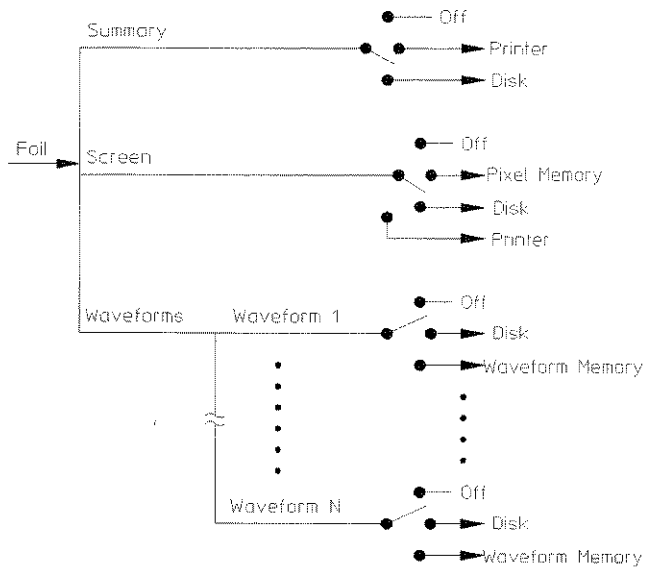 Summary
Off
Printer
Disk
Fail
Screen
Off
Pixel Memory
Disk
Printer
Waveforms
Waveform 1
Off
Disk
Waveform Memory
Waveform N
Off
Disk
Waveform Memory